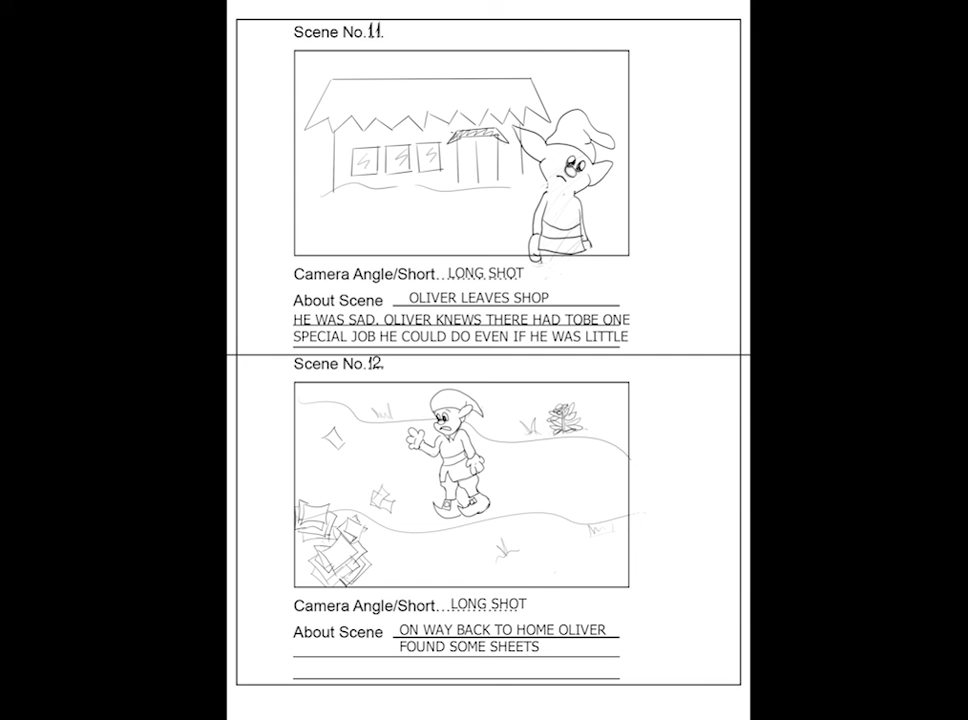 Scene No.11.
Camera Angle/Short...LONG SHOT
About Scene OLIVER LEAVES SHOP
HE WAS SAD. OLIVER KNEWS THERE HAD TOBE ONE
SPECIAL JOB HE COULD DO EVEN IF HE WAS LITTLE
Scene No.12.
Camera Angle/Short...LONG SHOT
About Scene ON WAY BACK TO HOME OLIVER
FOUND SOME SHEETS